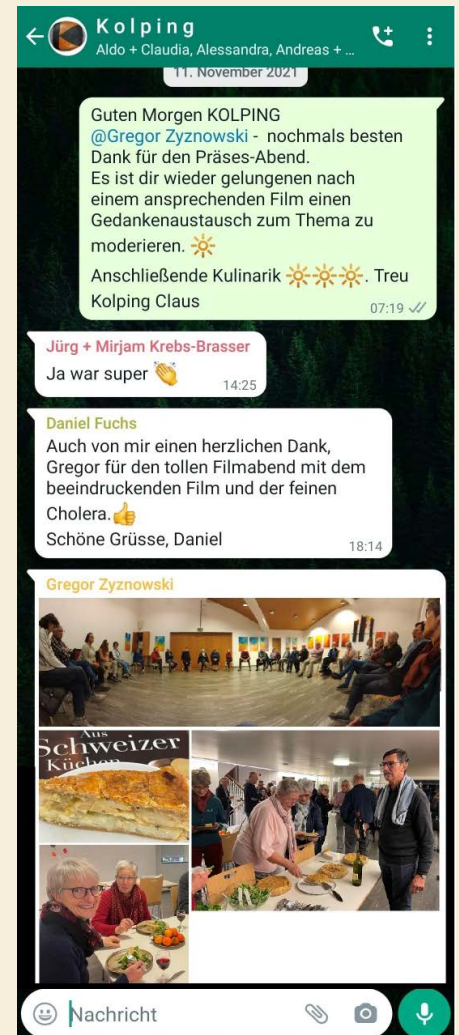 Kolping
Aldo + Claudia, Alessandra, Andreas + ...
11. November 2021
Guten Morgen KOLPING
@Gregor Zyznowski - nochmals besten
Dank für den Präses-Abend.
Es ist dir wieder gelungenen nach
einem ansprechenden Film einen
Gedankenaustausch zum Thema zu
moderieren. 🔆
Anschließende Kulinarik 🔆🔆🔆. Treu
Kolping Claus
07:19
Jürg + Mirjam Krebs-Brasser
Ja war super 👏
14:25
Daniel Fuchs
Auch von mir einen herzlichen Dank,
Gregor für den tollen Filmabend mit dem
beeindruckenden Film und der feinen
Cholera.👍
Schöne Grüsse, Daniel
18:14
Gregor Zyznowski
Aus
Schweizer
Küchen
Nachricht